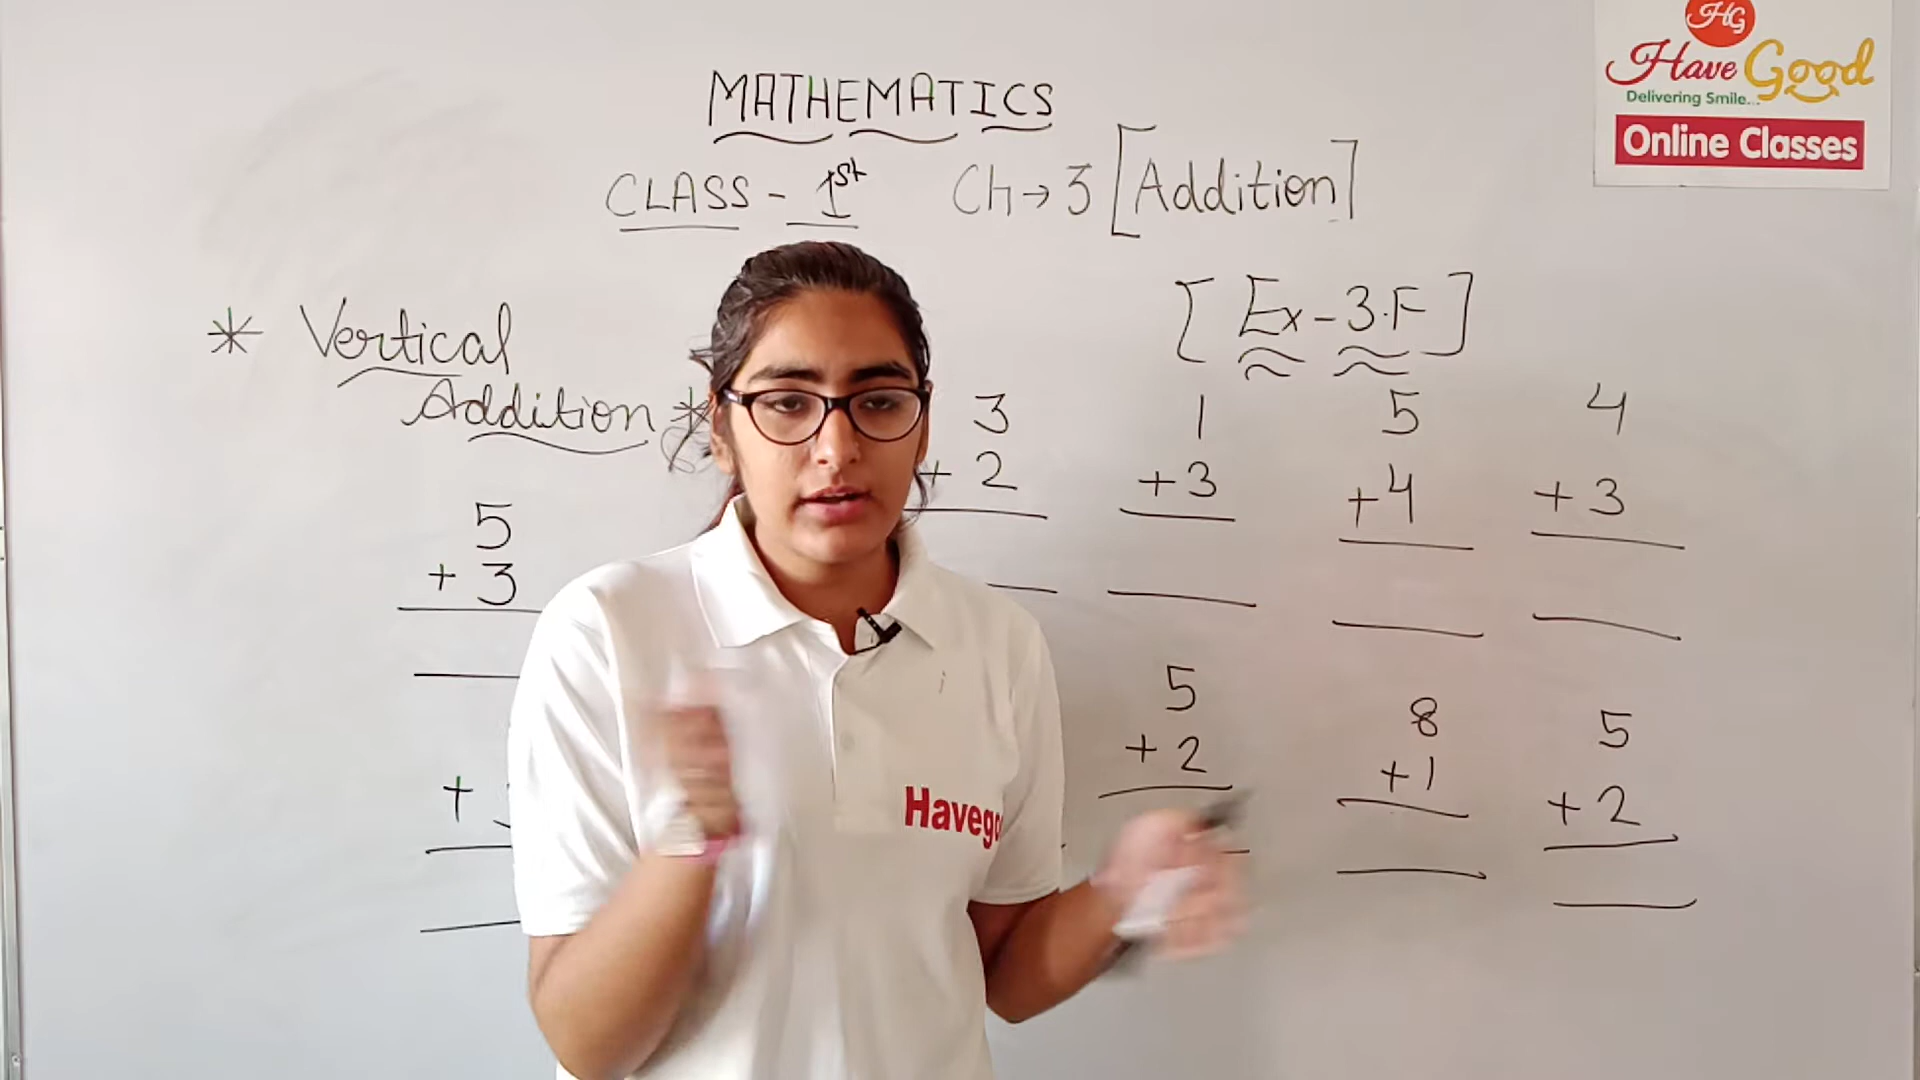 HG
Have Good
Delivering Smile...
Online Classes
MATHEMATICS
CLASS - 1st Ch → 3 [Addition]
* Vertical
Addition *
[Ex - 3.F]
5
+ 3
3 1 5 4
+ 2 +3 +4 + 3
5 8 5
+ 2 +1 + 2
+
Havego